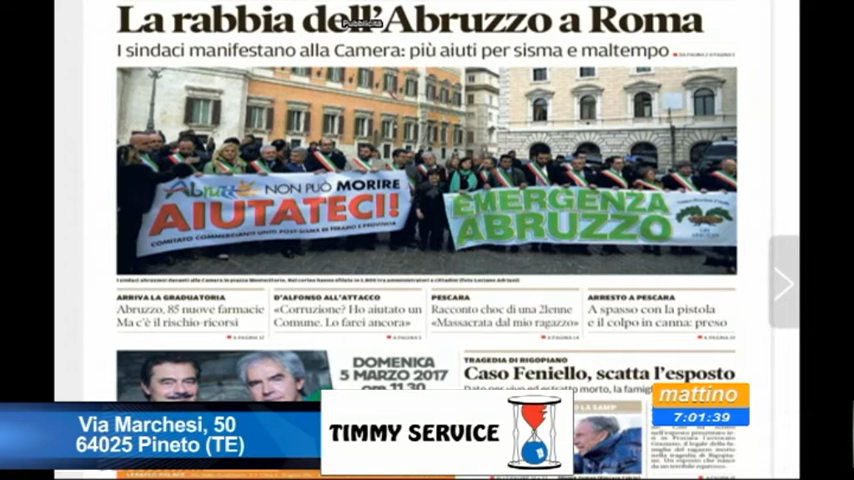 Pubblicità
La rabbia dell'Abruzzo a Roma
I sindaci manifestano alla Camera: più aiuti per sisma e maltempo
Abruzzo NON PUÒ MORIRE
AIUTATECI!
EMERGENZA
ABRUZZO
ARRIVA LA GRADUATORIA
Abruzzo, 85 nuove farmacie
Ma c'è il rischio-ricorsi
D'ALFONSO ALL'ATTACCO
«Corruzione? Ho aiutato un
Comune. Lo farei ancora»
PESCARA
Racconto choc di una 21enne
«Massacrata dal mio ragazzo»
ARRESTO A PESCARA
A spasso con la pistola
e il colpo in canna: preso
DOMENICA
5 MARZO 2017
ore 11.30
TRAGEDIA DI RIGOPIANO
Caso Feniello, scatta l'esposto
mattino
7:01:39
Via Marchesi, 50
64025 Pineto (TE)
TIMMY SERVICE